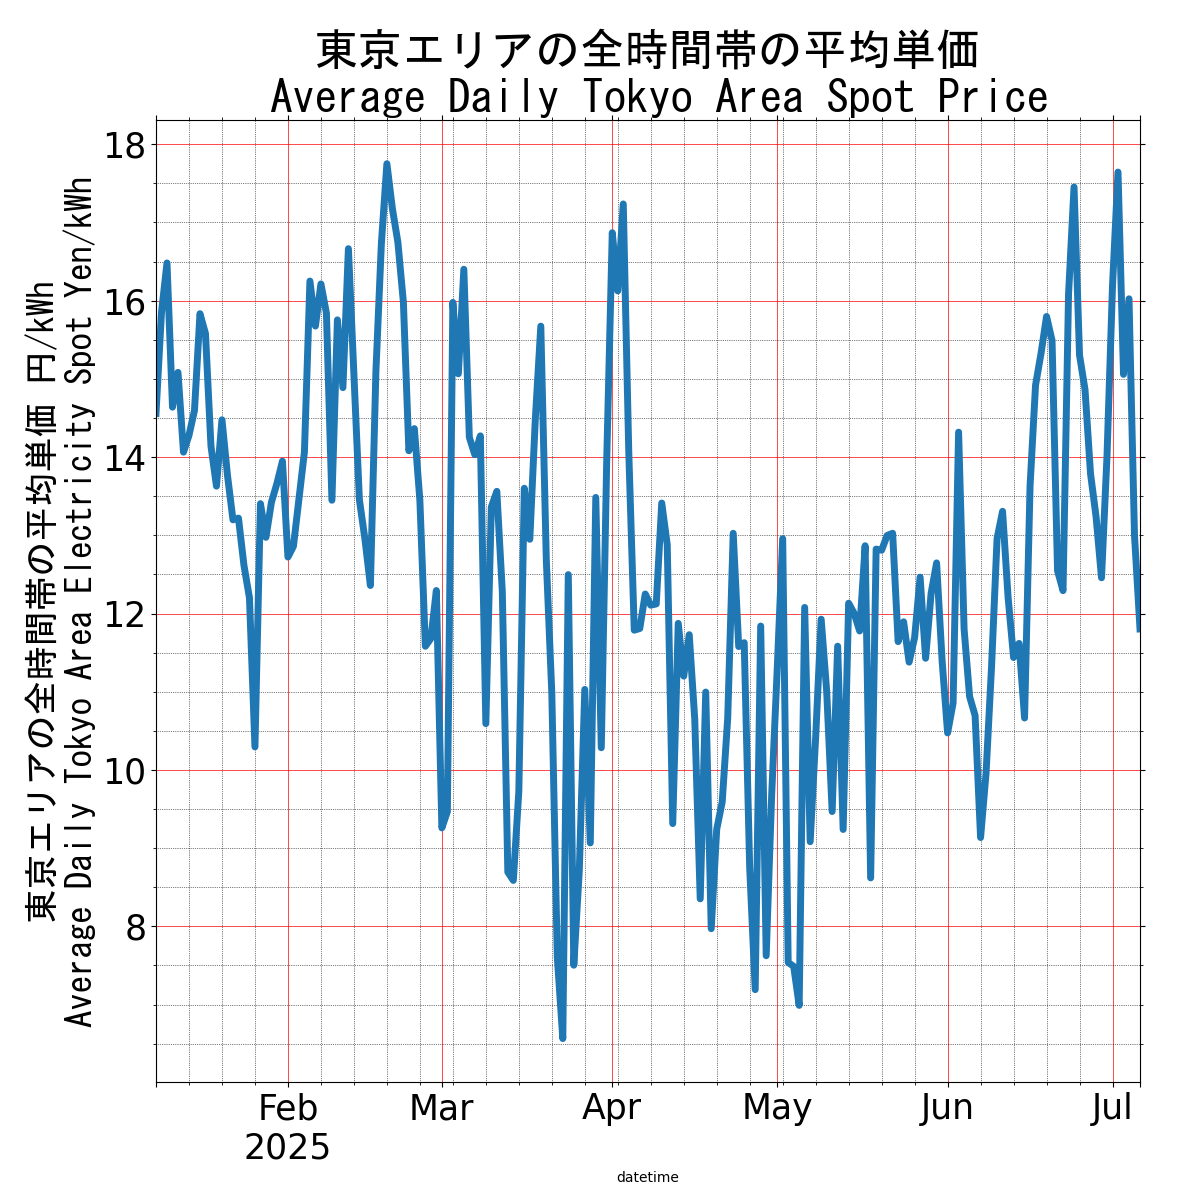 東京エリアの全時間帯の平均単価
Average Daily Tokyo Area Spot Price
東京エリアの全時間帯の平均単価 円/kWh
Average Daily Tokyo Area Electricity Spot Yen/kWh
18
16
14
12
10
8
Feb
2025
Mar
Apr
May
Jun
Jul
datetime